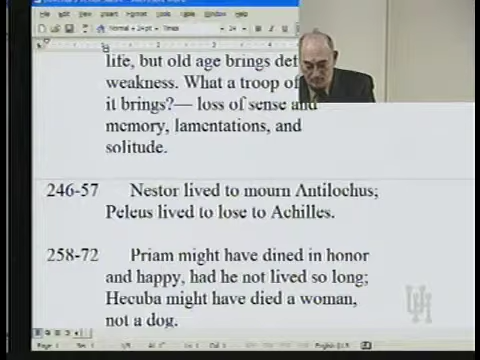 life, but old age brings def
weakness. What a troop of
it brings?— loss of sense and
memory, lamentations, and
solitude.
246-57 Nestor lived to mourn Antilochus;
Peleus lived to lose to Achilles.
258-72 Priam might have dined in honor
and happy, had he not lived so long;
Hecuba might have died a woman,
not a dog.